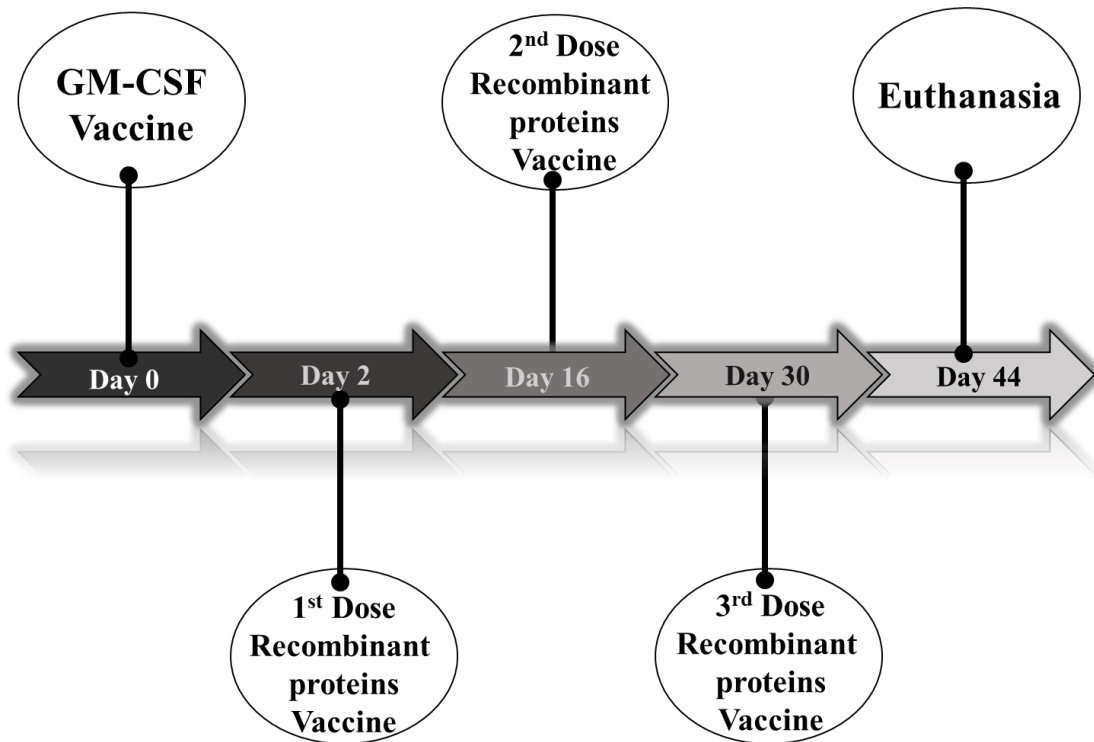 GM-CSF
Vaccine
2nd Dose
Recombinant
proteins
Vaccine
Euthanasia
Day 0
Day 2
Day 16
Day 30
Day 44
1st Dose
Recombinant
proteins
Vaccine
3rd Dose
Recombinant
proteins
Vaccine